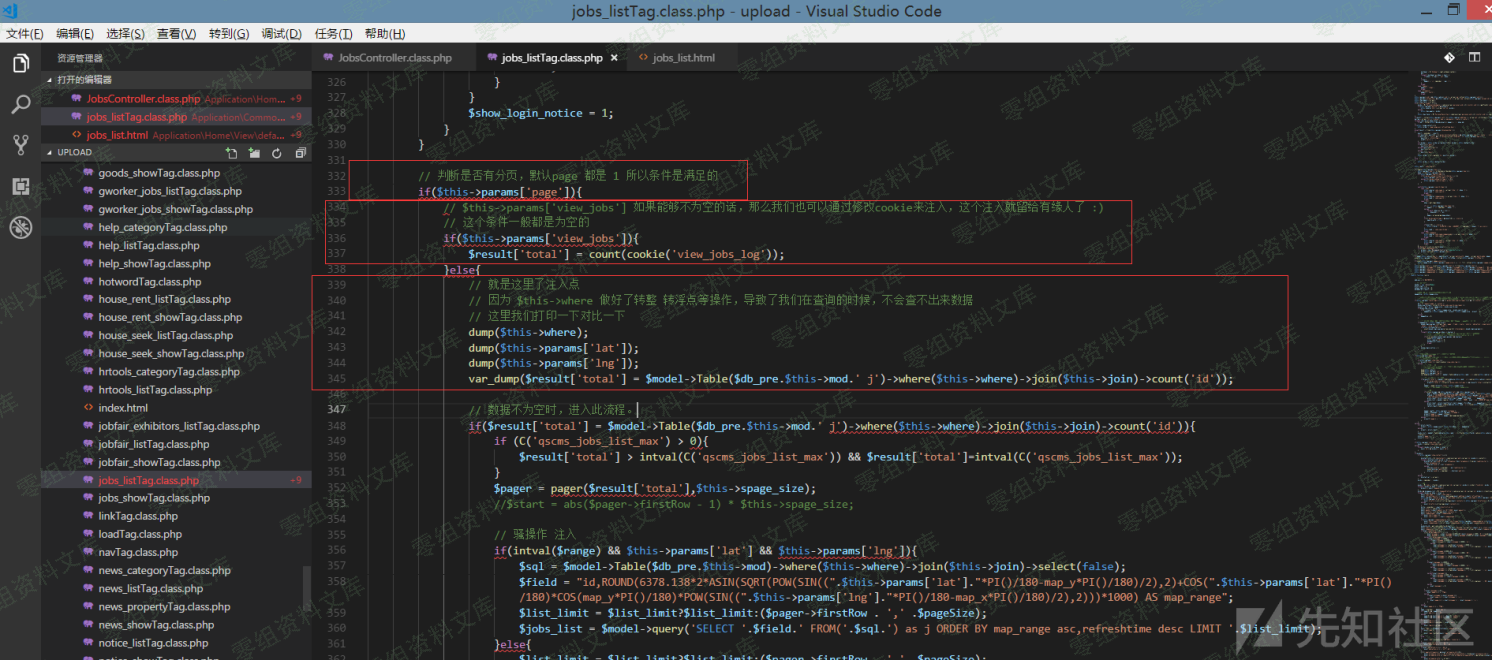 jobs_listTag.class.php - upload - Visual Studio Code
文件(F) 编辑(E) 选择(S) 查看(V) 转到(G) 调试(D) 任务(T) 帮助(H)
资源管理器
打开的编辑器
JobsController.class.php Application\Hom... +9
jobs_listTag.class.php Application\Commo... +9
jobs_list.html Application\Home\View\defa... +9
UPLOAD
goods_showTag.class.php
gworker_jobs_listTag.class.php
gworker_jobs_showTag.class.php
help_categoryTag.class.php
help_listTag.class.php
help_showTag.class.php
hotwordTag.class.php
house_rent_listTag.class.php
house_rent_showTag.class.php
house_seek_listTag.class.php
house_seek_showTag.class.php
hrtools_categoryTag.class.php
hrtools_listTag.class.php
index.html
jobfair_exhibitors_listTag.class.php
jobfair_listTag.class.php
jobfair_showTag.class.php
jobs_listTag.class.php +9
jobs_showTag.class.php
linkTag.class.php
loadTag.class.php
navTag.class.php
news_categoryTag.class.php
news_listTag.class.php
news_propertyTag.class.php
news_showTag.class.php
notice_listTag.class.php
JobsController.class.php jobs_listTag.class.php × jobs_list.html
326 }
327 }
328 $show_login_notice = 1;
329 }
330 }
331
332 // 判断是否有分页，默认page 都是 1 所以条件是满足的
333 if($this->params['page']){
334 // $this->params['view_jobs'] 如果能够不为空的话，那么我们也可以通过修改cookie来注入，这个注入就留给有缘人了 :)
335 // 这个条件一般都是为空的
336 if($this->params['view_jobs']){
337 $result['total'] = count(cookie('view_jobs_log'));
338 }else{
339 // 就是这里了注入点
340 // 因为 $this->where 做好了转整 转浮点等操作，导致了我们在查询的时候，不会查不出来数据
341 // 这里我们打印一下对比一下
342 dump($this->where);
343 dump($this->params['lat']);
344 dump($this->params['lng']);
345 var_dump($result['total'] = $model->Table($db_pre.$this->mod.' j')->where($this->where)->join($this->join)->count('id'));
346
347 // 数据不为空时，进入此流程。
348 if($result['total'] = $model->Table($db_pre.$this->mod.' j')->where($this->where)->join($this->join)->count('id')){
349 if (C('qscms_jobs_list_max') > 0){
350 $result['total'] > intval(C('qscms_jobs_list_max')) && $result['total']=intval(C('qscms_jobs_list_max'));
351 }
352 $pager = pager($result['total'],$this->spage_size);
353 //$start = abs($pager->firstRow - 1) * $this->spage_size;
354
355 // 骚操作 注入
356 if(intval($range) && $this->params['lat'] && $this->params['lng']){
357 $sql = $model->Table($db_pre.$this->mod)->where($this->where)->join($this->join)->select(false);
358 $field = "id,ROUND(6378.138*2*ASIN(SQRT(POW(SIN((".$this->params['lat']."*PI()/180-map_y*PI()/180)/2),2)+COS(".$this->params['lat']."*PI()
/180)*COS(map_y*PI()/180)*POW(SIN((".$this->params['lng']."*PI()/180-map_x*PI()/180)/2),2)))*1000) AS map_range";
359 $list_limit = $list_limit?$list_limit:($pager->firstRow . ',' .$pageSize);
360 $jobs_list = $model->query('SELECT '.$field.' FROM('.$sql.') as j ORDER BY map_range asc,refreshtime desc LIMIT '.$list_limit);
361 }else{
362 $list_limit = $list_limit?$list_limit:($pager->firstRow . ',' .$pageSize);
先知社区
零组资料文库